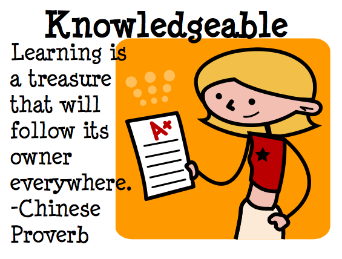 Knowledgeable
Learning is
a treasure
that will
follow its
owner
everywhere.
-Chinese
Proverb
A+